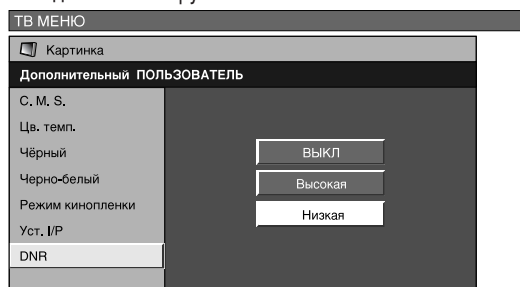 ТВ МЕНЮ
Картинка
Дополнительный ПОЛЬЗОВАТЕЛЬ
C. M. S.
Цв. темп.
Чёрный
Черно-белый
Режим кинопленки
Уст. I/P
DNR
ВЫКЛ
Высокая
Низкая